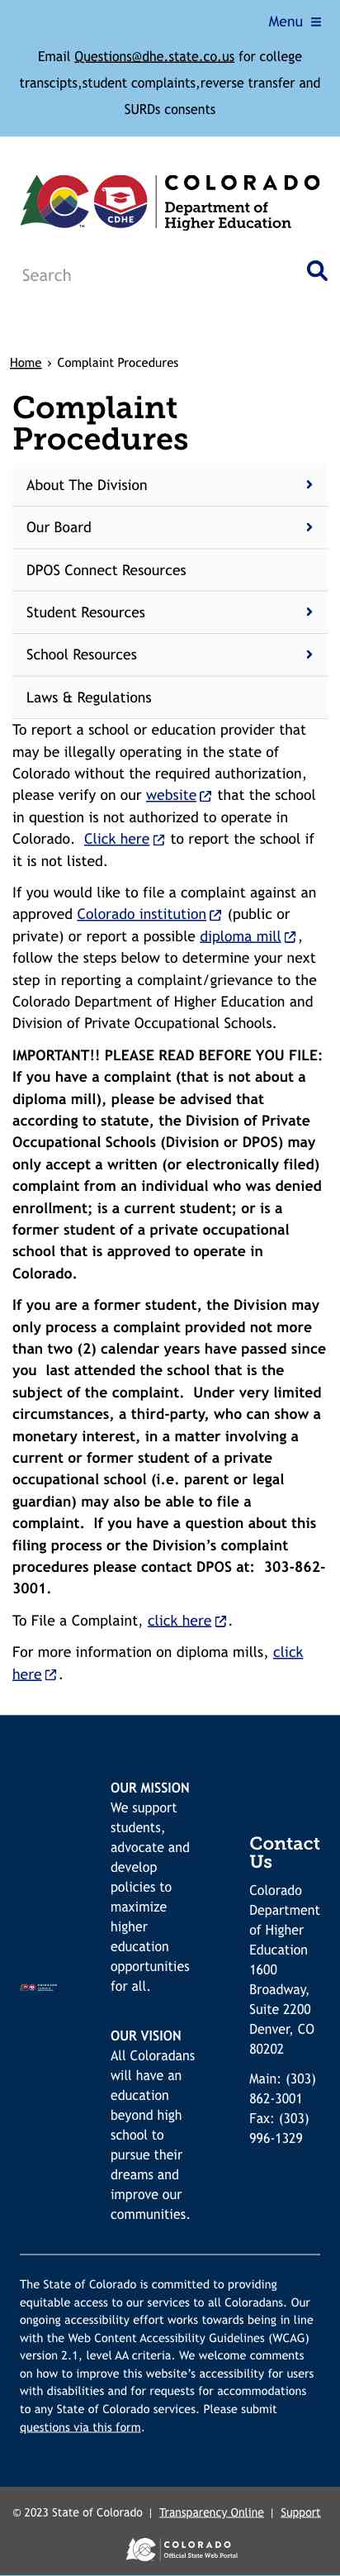 Menu
Email Questions@dhe.state.co.us for college
transcipts,student complaints,reverse transfer and
SURDs consents
CDHE
COLORADO
Department of
Higher Education
Search
Home › Complaint Procedures
Complaint
Procedures
About The Division
Our Board
DPOS Connect Resources
Student Resources
School Resources
Laws & Regulations
To report a school or education provider that
may be illegally operating in the state of
Colorado without the required authorization,
please verify on our website that the school
in question is not authorized to operate in
Colorado.  Click here to report the school if
it is not listed.
If you would like to file a complaint against an
approved Colorado institution (public or
private) or report a possible diploma mill,
follow the steps below to determine your next
step in reporting a complaint/grievance to the
Colorado Department of Higher Education and
Division of Private Occupational Schools.
IMPORTANT!! PLEASE READ BEFORE YOU FILE:
If you have a complaint (that is not about a
diploma mill), please be advised that
according to statute, the Division of Private
Occupational Schools (Division or DPOS) may
only accept a written (or electronically filed)
complaint from an individual who was denied
enrollment; is a current student; or is a
former student of a private occupational
school that is approved to operate in
Colorado.
If you are a former student, the Division may
only process a complaint provided not more
than two (2) calendar years have passed since
you  last attended the school that is the
subject of the complaint.  Under very limited
circumstances, a third-party, who can show a
monetary interest, in a matter involving a
current or former student of a private
occupational school (i.e. parent or legal
guardian) may also be able to file a
complaint.  If you have a question about this
filing process or the Division’s complaint
procedures please contact DPOS at:  303-862-
3001.
To File a Complaint, click here.
For more information on diploma mills, click
here.
OUR MISSION
We support
students,
advocate and
develop
policies to
maximize
higher
education
opportunities
for all.
OUR VISION
All Coloradans
will have an
education
beyond high
school to
pursue their
dreams and
improve our
communities.
Contact
Us
Colorado
Department
of Higher
Education
1600
Broadway,
Suite 2200
Denver, CO
80202
Main: (303)
862-3001
Fax: (303)
996-1329
The State of Colorado is committed to providing
equitable access to our services to all Coloradans. Our
ongoing accessibility effort works towards being in line
with the Web Content Accessibility Guidelines (WCAG)
version 2.1, level AA criteria. We welcome comments
on how to improve this website’s accessibility for users
with disabilities and for requests for accommodations
to any State of Colorado services. Please submit
questions via this form.
© 2023 State of Colorado | Transparency Online | Support
COLORADO
Official State Web Portal